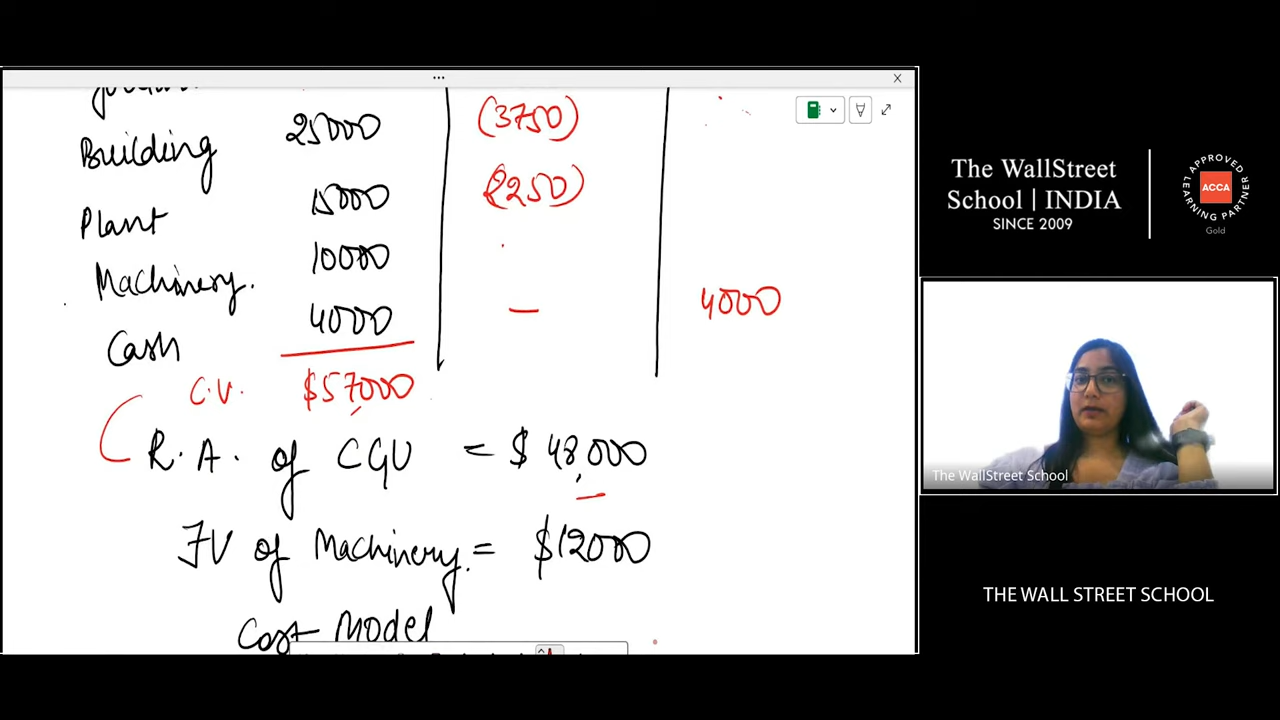 Building 25000 (3750)
Plant 15000 (2250)
Machinery. 10000
Cash 4000 — 4000
C.V. $57,000
R.A. of CGU = $48,000
FV of Machinery = $12000
Cost Model
The WallStreet
School | INDIA
SINCE 2009
APPROVED
LEARNING PARTNER
ACCA
Gold
The WallStreet School
THE WALL STREET SCHOOL